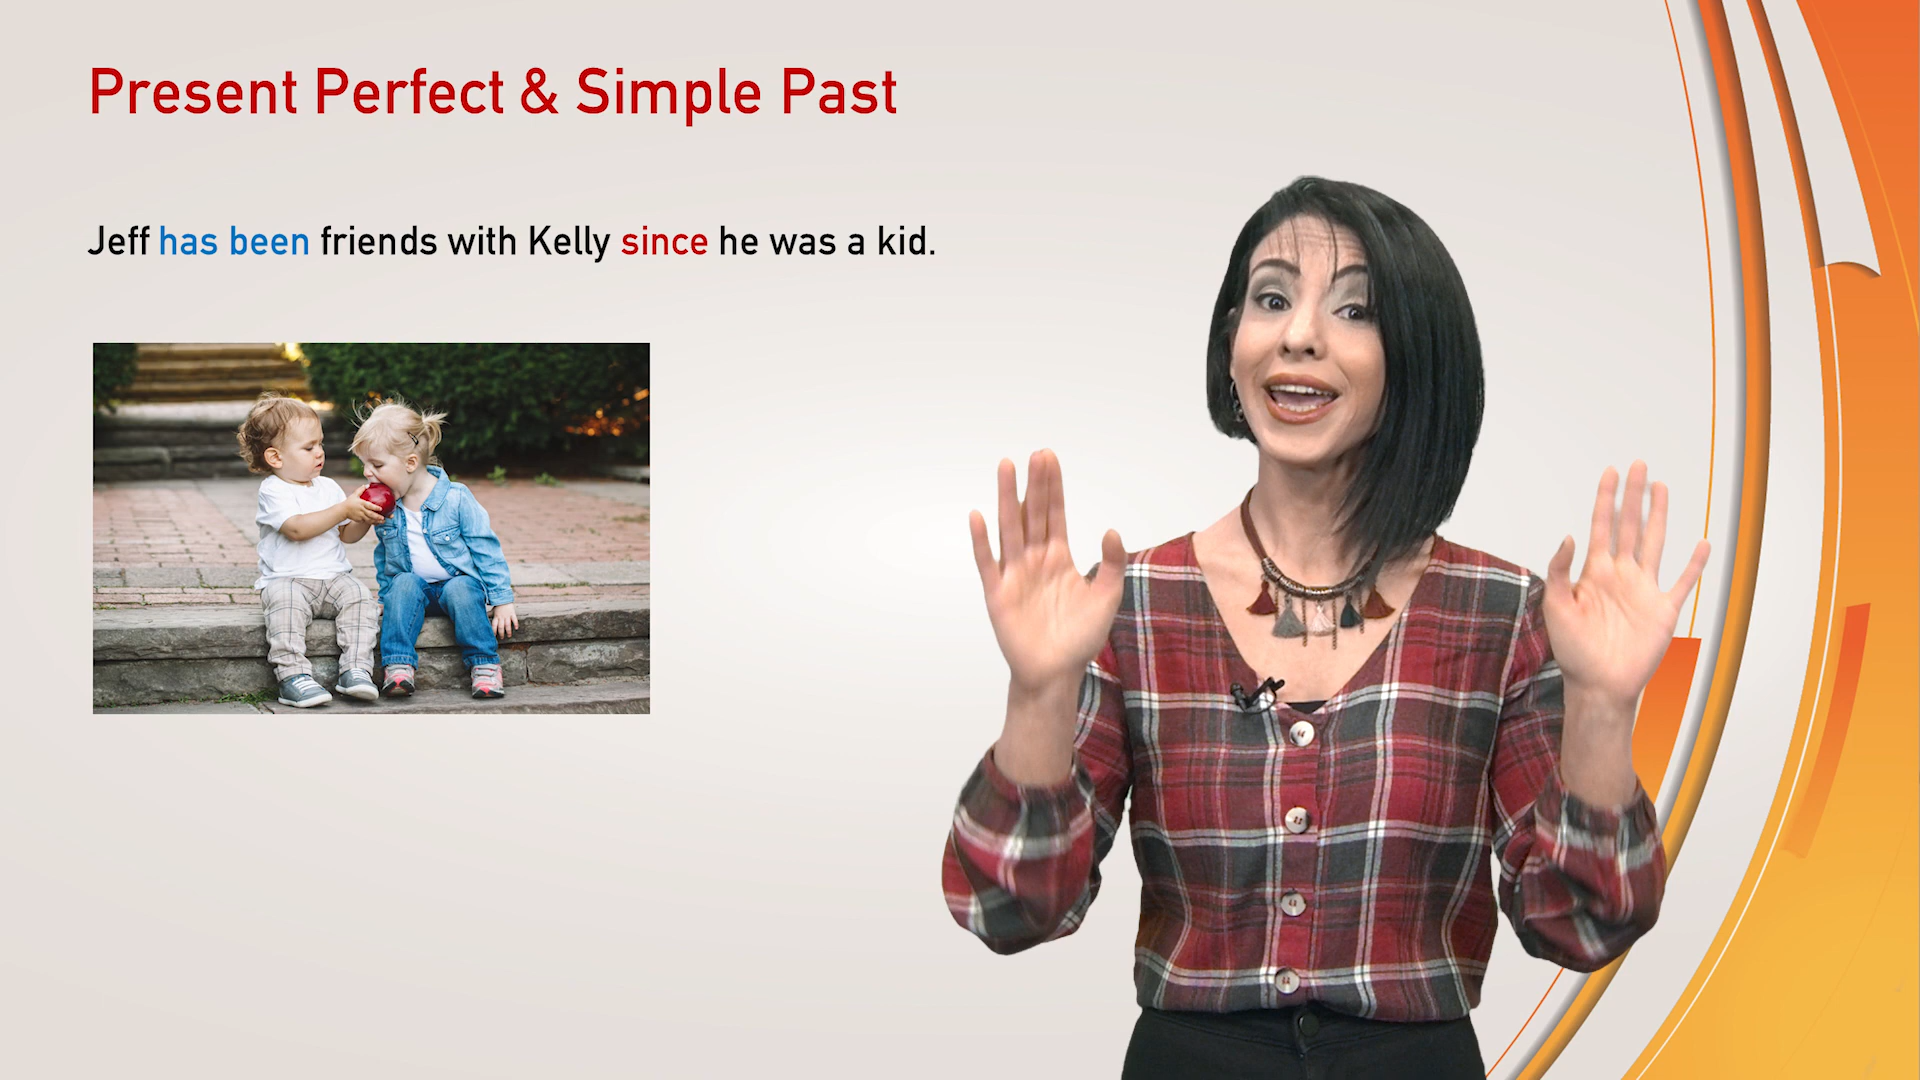 Present Perfect & Simple Past
Jeff has been friends with Kelly since he was a kid.